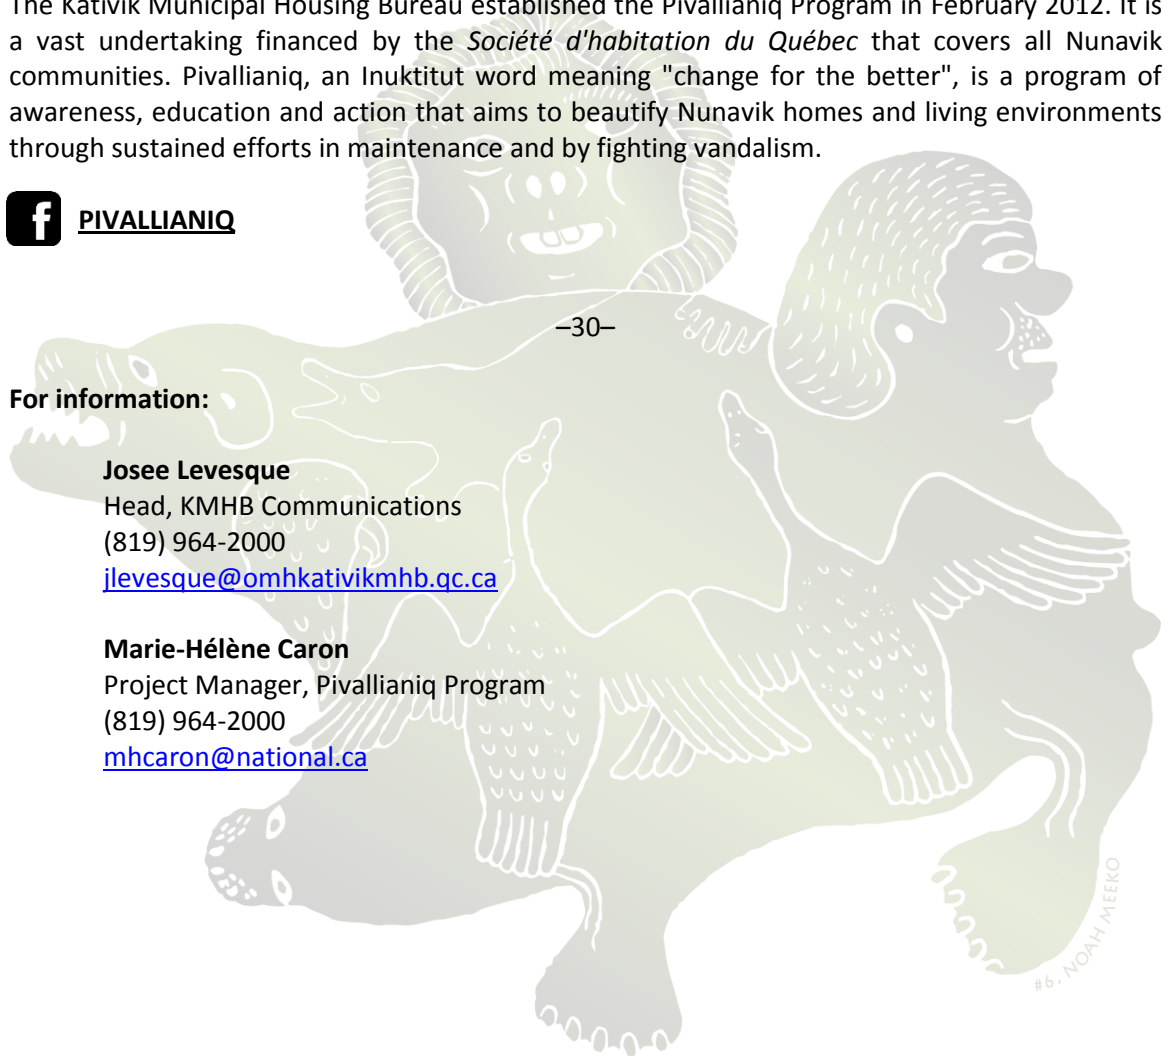 The Kativik Municipal Housing Bureau established the Pivallianiq Program in February 2012. It is
a vast undertaking financed by the Société d'habitation du Québec that covers all Nunavik
communities. Pivallianiq, an Inuktitut word meaning "change for the better", is a program of
awareness, education and action that aims to beautify Nunavik homes and living environments
through sustained efforts in maintenance and by fighting vandalism.
f PIVALLIANIQ
–30–
For information:
Josee Levesque
Head, KMHB Communications
(819) 964-2000
jlevesque@omhkativikmhb.qc.ca
Marie-Hélène Caron
Project Manager, Pivallianiq Program
(819) 964-2000
mhcaron@national.ca
#6, NOAH MEEKO